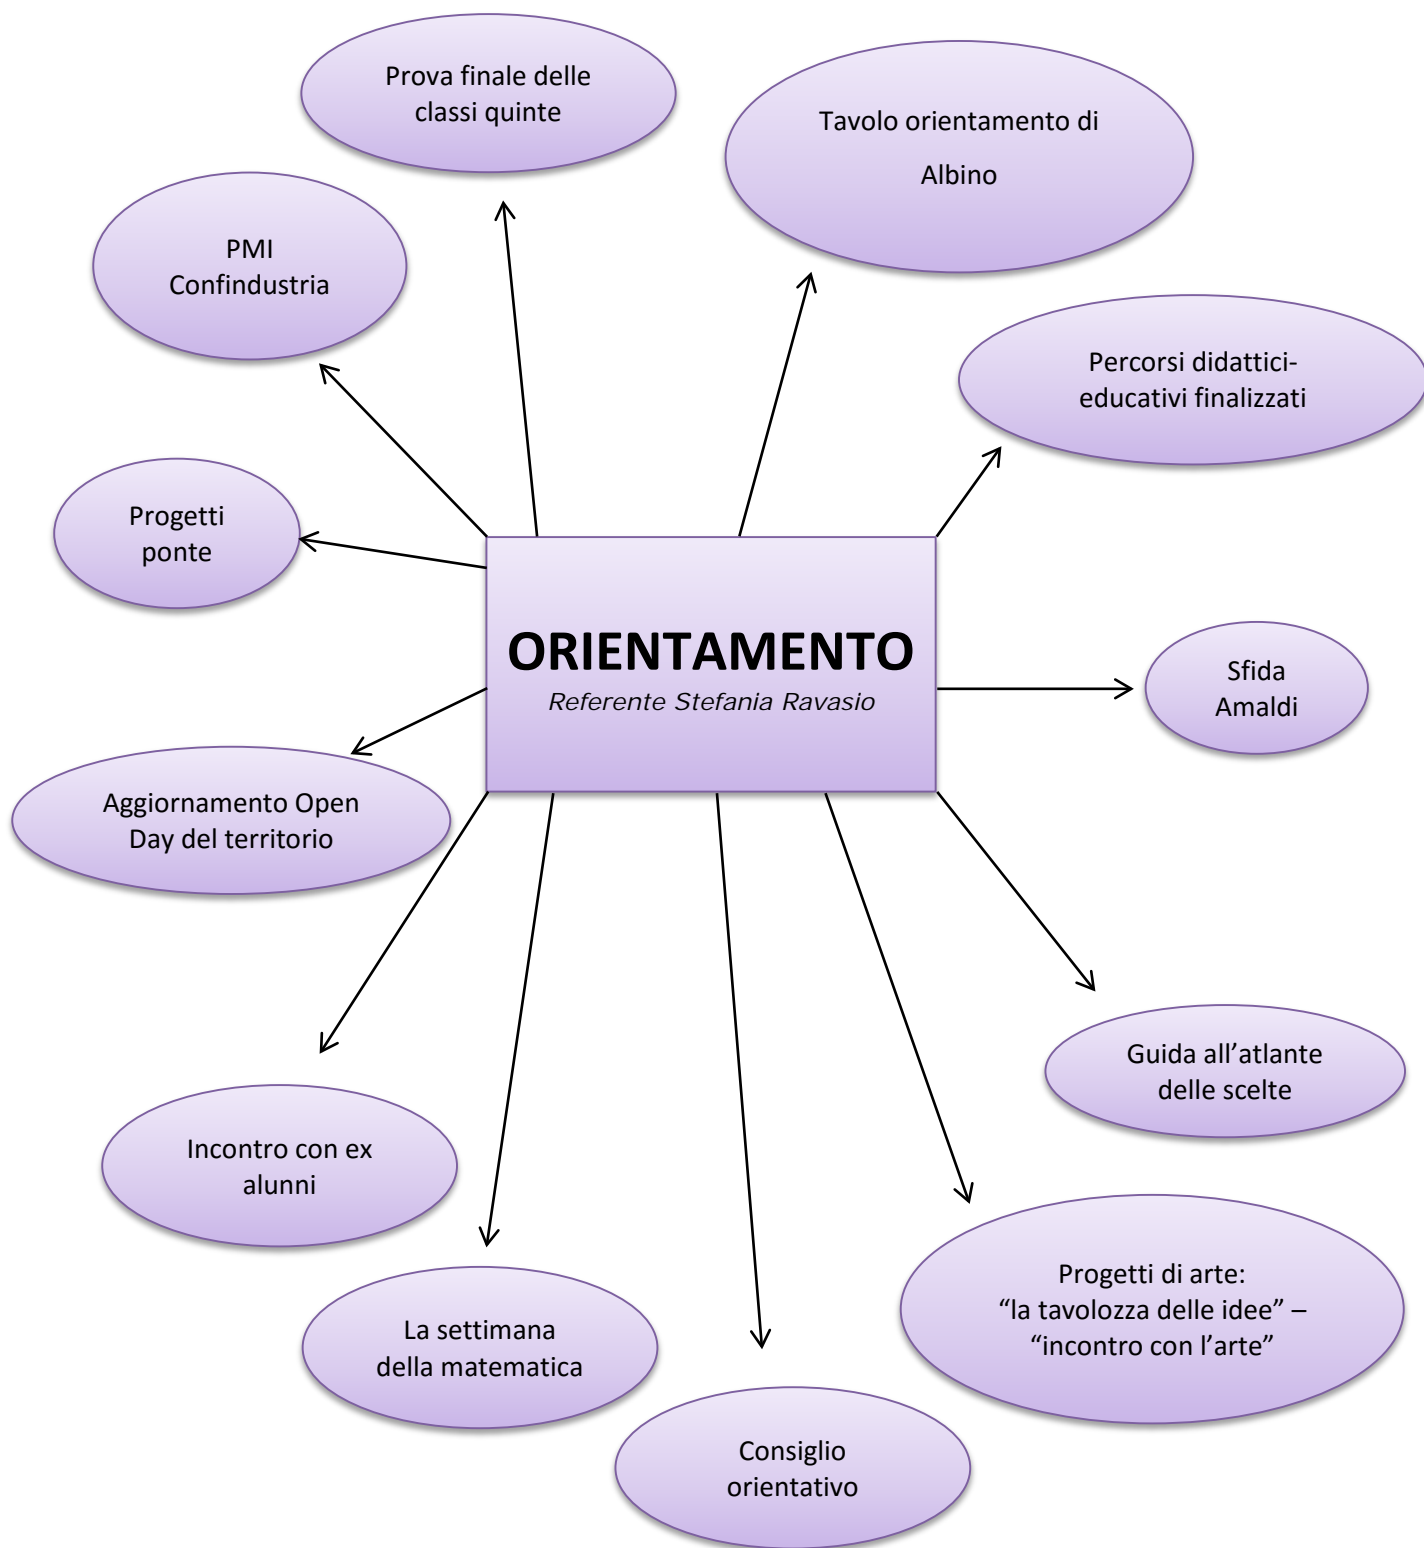 Prova finale delle
classi quinte
Tavolo orientamento di
Albino
PMI
Confindustria
Percorsi didattici-
educativi finalizzati
Progetti
ponte
ORIENTAMENTO
Referente Stefania Ravasio
Sfida
Amaldi
Aggiornamento Open
Day del territorio
Guida all’atlante
delle scelte
Incontro con ex
alunni
Progetti di arte:
“la tavolozza delle idee” –
“incontro con l’arte”
La settimana
della matematica
Consiglio
orientativo